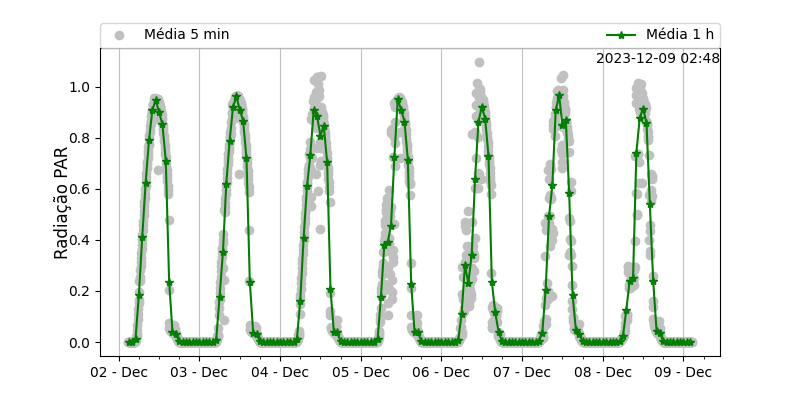 Média 5 min
Média 1 h
2023-12-09 02:48
Radiação PAR
1.0
0.8
0.6
0.4
0.2
0.0
02 - Dec
03 - Dec
04 - Dec
05 - Dec
06 - Dec
07 - Dec
08 - Dec
09 - Dec